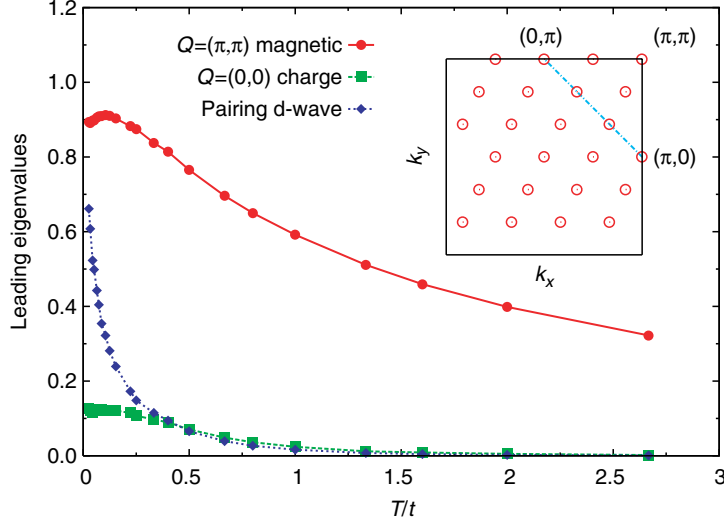 1.2
1.0
0.8
0.6
0.4
0.2
0.0
Leading eigenvalues
Q=(π,π) magnetic
Q=(0,0) charge
Pairing d-wave
(0,π)
(π,π)
(π,0)
k_y
k_x
0
0.5
1
1.5
2
2.5
3
T/t